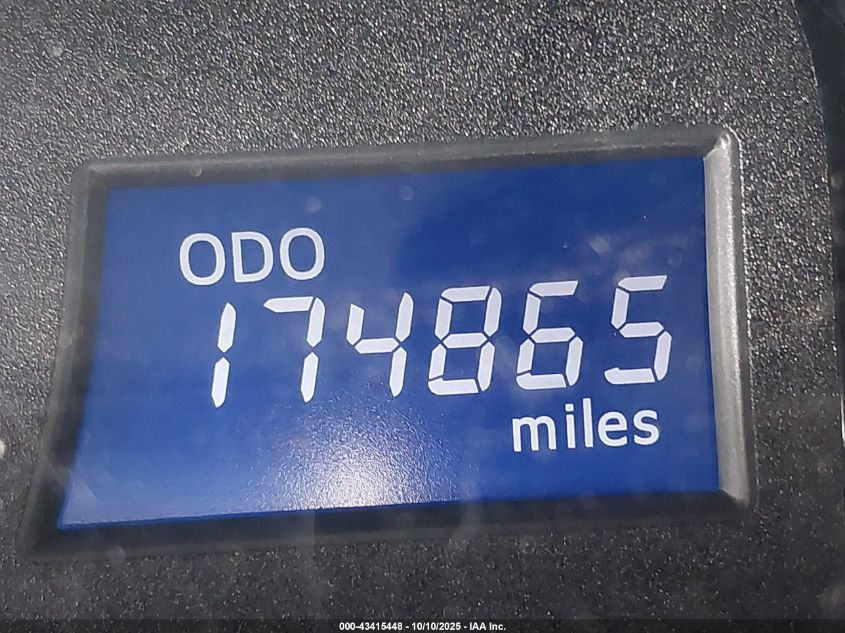 ODO
174865
miles
000-43415448 - 10/10/2025 - IAA Inc.